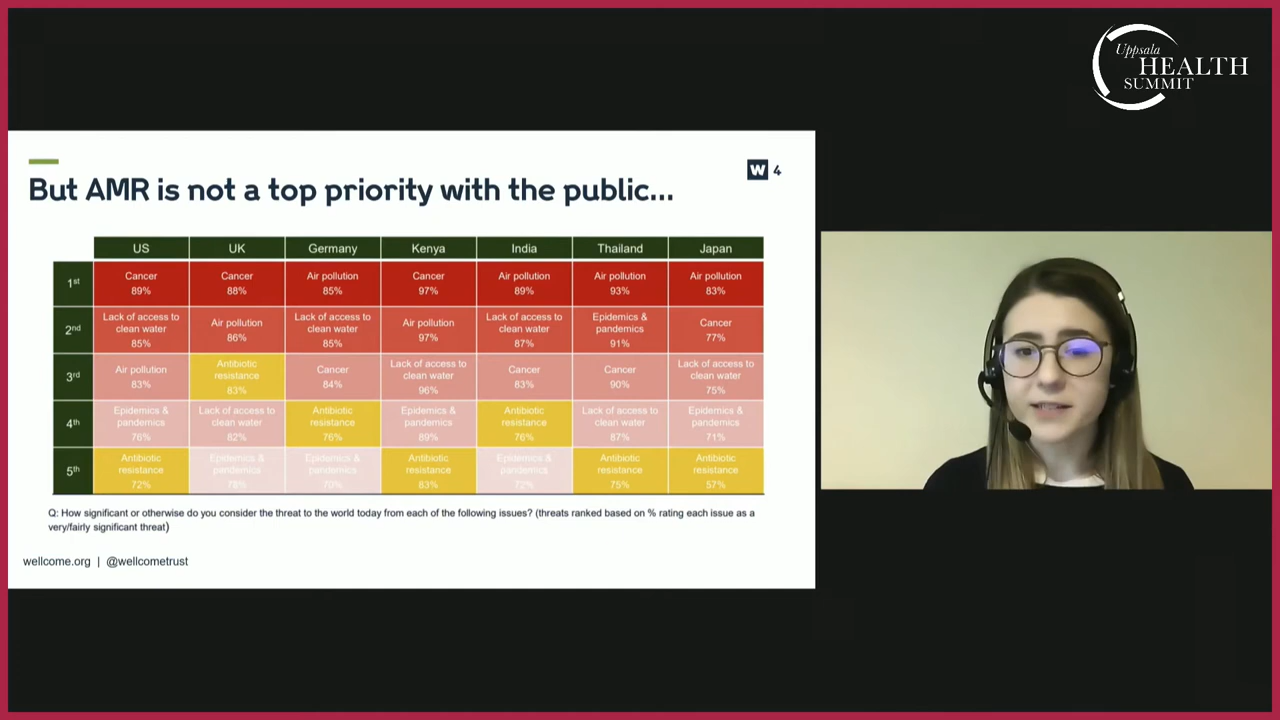 Uppsala
HEALTH
SUMMIT
W 4
But AMR is not a top priority with the public...
US UK Germany Kenya India Thailand Japan
1st
Cancer
89%
Cancer
88%
Air pollution
85%
Cancer
97%
Air pollution
89%
Air pollution
93%
Air pollution
83%
2nd
Lack of access to
clean water
85%
Air pollution
86%
Lack of access to
clean water
85%
Air pollution
97%
Lack of access to
clean water
87%
Epidemics &
pandemics
91%
Cancer
77%
3rd
Air pollution
83%
Antibiotic
resistance
83%
Cancer
84%
Lack of access to
clean water
96%
Cancer
83%
Cancer
90%
Lack of access to
clean water
75%
4th
Epidemics &
pandemics
76%
Lack of access to
clean water
82%
Antibiotic
resistance
76%
Epidemics &
pandemics
89%
Antibiotic
resistance
76%
Lack of access to
clean water
87%
Epidemics &
pandemics
71%
5th
Antibiotic
resistance
72%
Epidemics &
pandemics
78%
Epidemics &
pandemics
70%
Antibiotic
resistance
83%
Epidemics &
pandemics
72%
Antibiotic
resistance
75%
Antibiotic
resistance
57%
Q: How significant or otherwise do you consider the threat to the world today from each of the following issues? (threats ranked based on % rating each issue as a
very/fairly significant threat)
wellcome.org | @wellcometrust